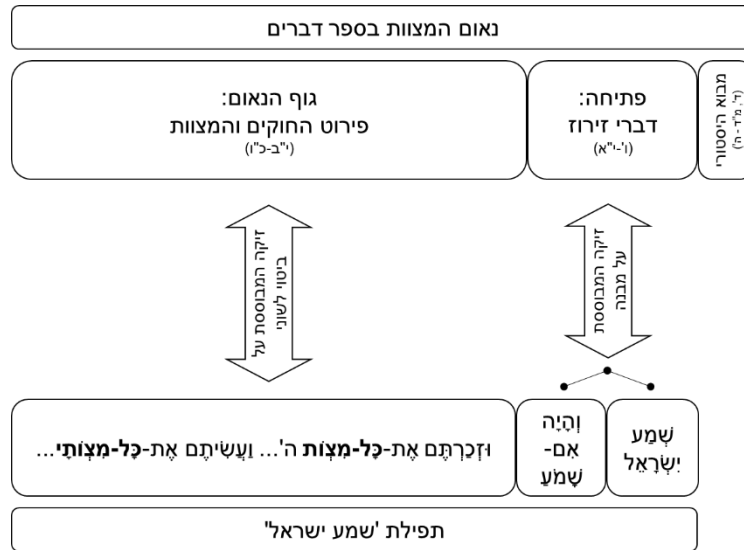 נאום המצוות בספר דברים
מבוא היסטורי
(ד', מ"ד - ה')
פתיחה:
דברי זירוז
(ו'-י"א)
גוף הנאום:
פירוט החוקים והמצוות
(י"ב-כ"ו)
זיקה המבוססת
על מבנה
זיקה המבוססת על
ביטוי לשוני
שְׁמַע
יִשְׂרָאֵל
וְהָיָה
אִם-
שָׁמֹעַ
וּזְכַרְתֶּם אֶת-כָּל-מִצְוֹת ה'... וַעֲשִׂיתֶם אֶת-כָּל-מִצְוֹתָי...
תפילת 'שמע ישראל'